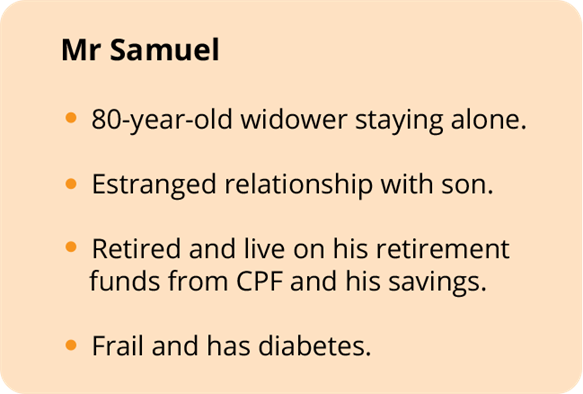 Mr Samuel
• 80-year-old widower staying alone.
• Estranged relationship with son.
• Retired and live on his retirement
funds from CPF and his savings.
• Frail and has diabetes.